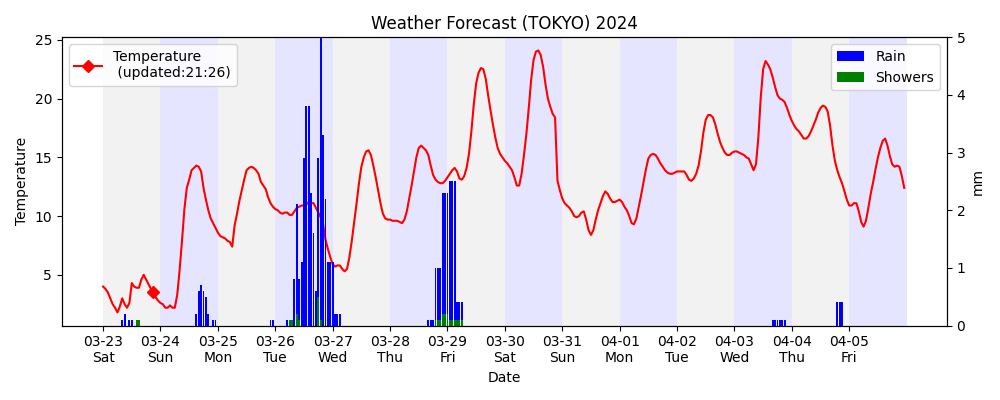 Weather Forecast (TOKYO) 2024
Temperature
(updated:21:26)
Rain
Showers
Temperature
25
20
15
10
5
5
4
3
2
1
0
mm
03-23 03-24 03-25 03-26 03-27 03-28 03-29 03-30 03-31 04-01 04-02 04-03 04-04 04-05
Sat Sun Mon Tue Wed Thu Fri Sat Sun Mon Tue Wed Thu Fri
Date